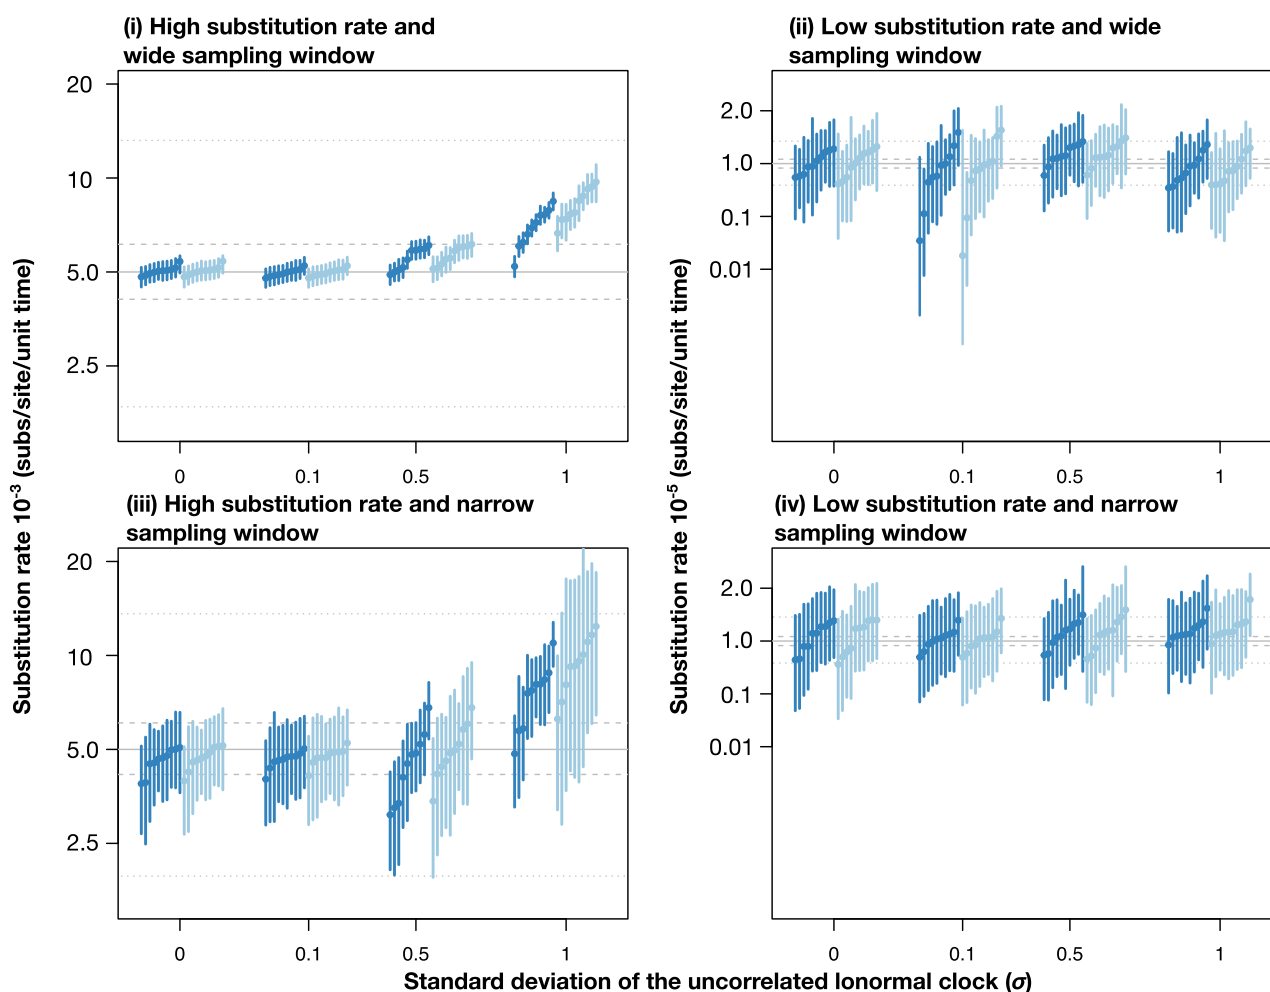 (i) High substitution rate and
wide sampling window
20
10
5.0
2.5
0
0.1
0.5
1
(ii) Low substitution rate and wide
sampling window
2.0
1.0
0.1
0.01
0
0.1
0.5
1
(iii) High substitution rate and narrow
sampling window
20
10
5.0
2.5
0
0.1
0.5
1
(iv) Low substitution rate and narrow
sampling window
2.0
1.0
0.1
0.01
0
0.1
0.5
1
Substitution rate 10-3 (subs/site/unit time)
Substitution rate 10-5 (subs/site/unit time)
Standard deviation of the uncorrelated lonormal clock (σ)